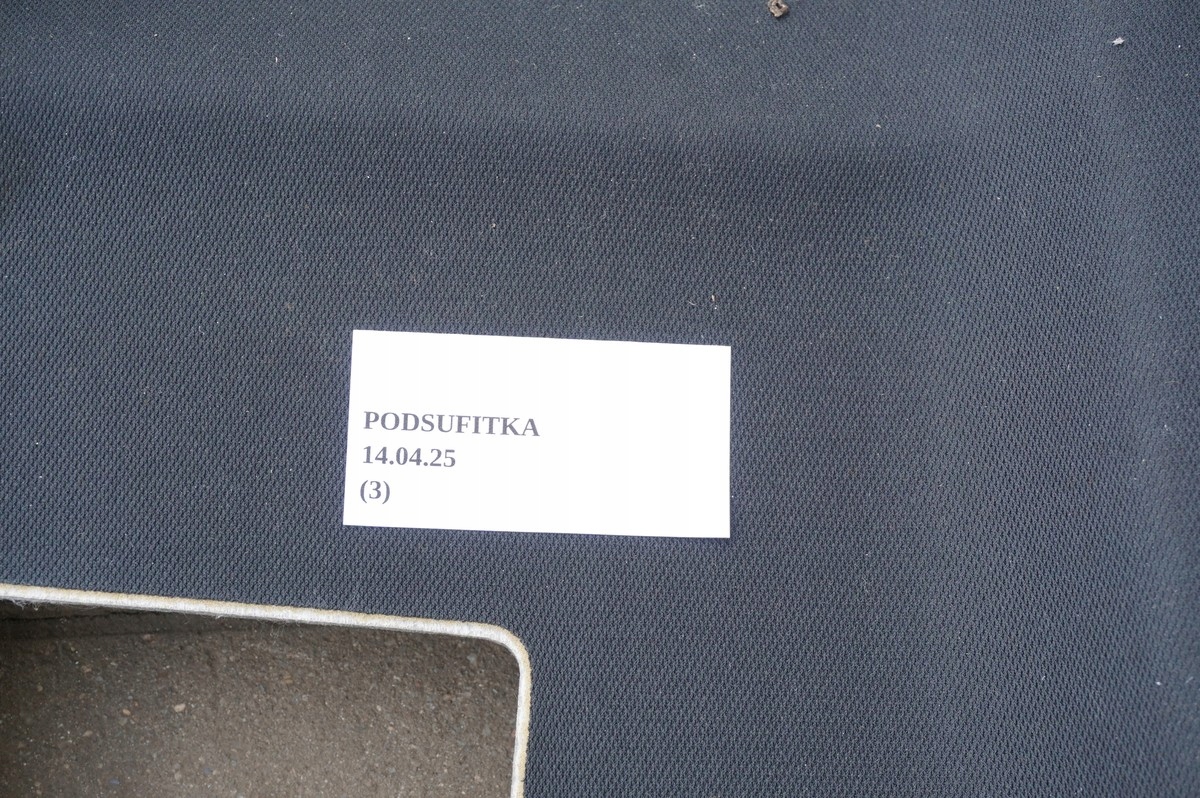 PODSUFITKA
14.04.25
(3)